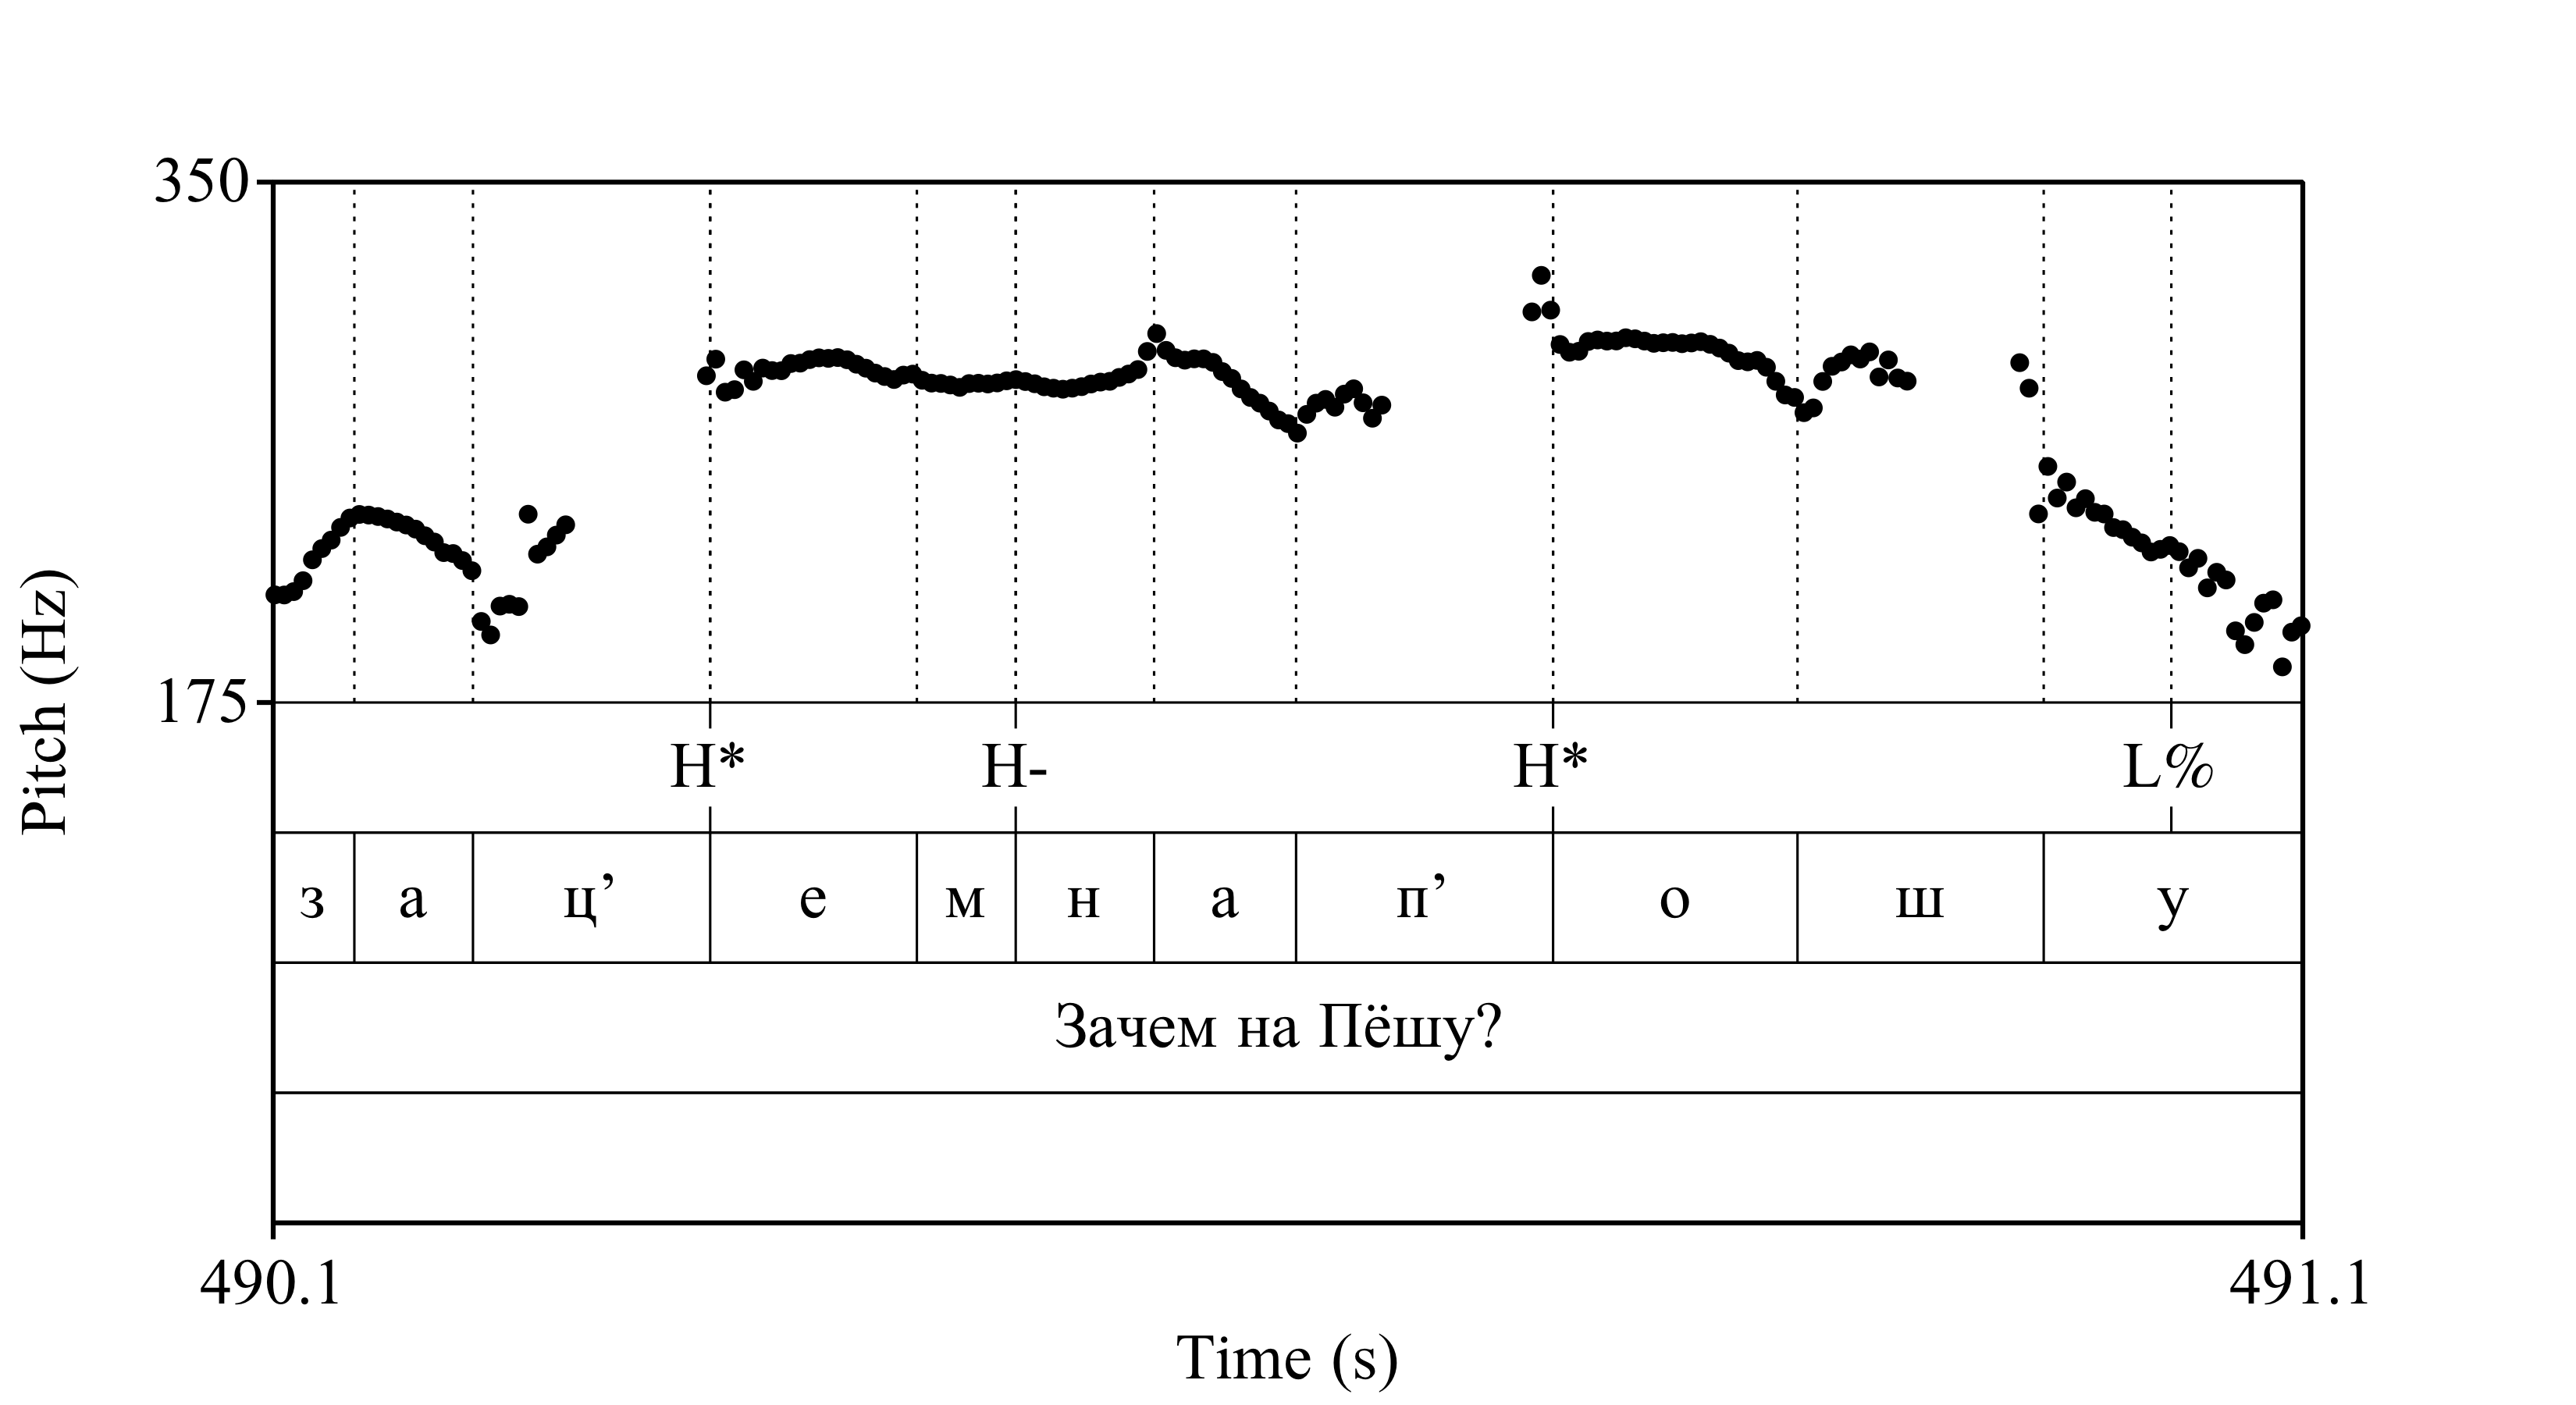 350
175
Pitch (Hz)
H* H- H* L%
з а ц’ е м н а п’ о ш у
Зачем на Пёшу?
490.1 491.1
Time (s)